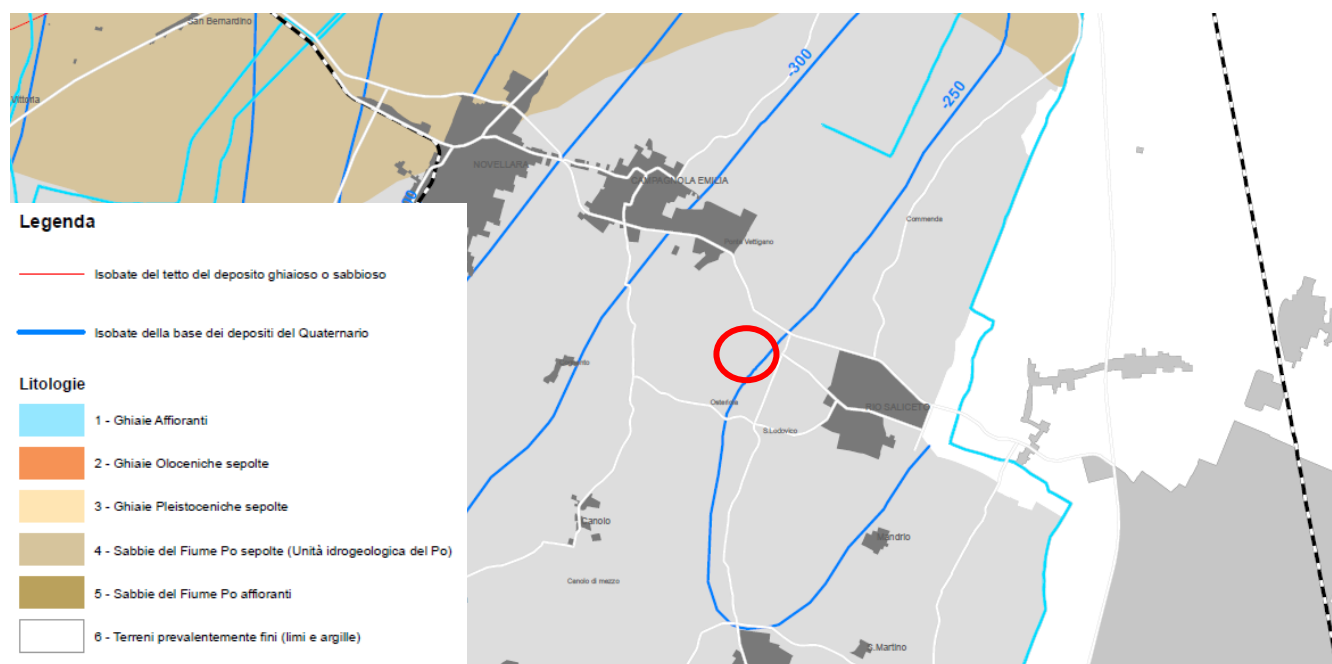 San Bernardino
-300
-250
Vittoria
NOVELLARA
CAMPAGNOLA EMILIA
Commenda
Ponte Vettigano
Legenda
Isobate del tetto del deposito ghiaioso o sabbioso
Isobate della base dei depositi del Quaternario
Litologie
1 - Ghiaie Affioranti
2 - Ghiaie Oloceniche sepolte
3 - Ghiaie Pleistoceniche sepolte
4 - Sabbie del Fiume Po sepolte (Unità idrogeologica del Po)
5 - Sabbie del Fiume Po affioranti
6 - Terreni prevalentemente fini (limi e argille)
Osteriola
RIO SALICETO
S.Lodovico
Canolo
Mandrio
Canolo di mezzo
S.Martino